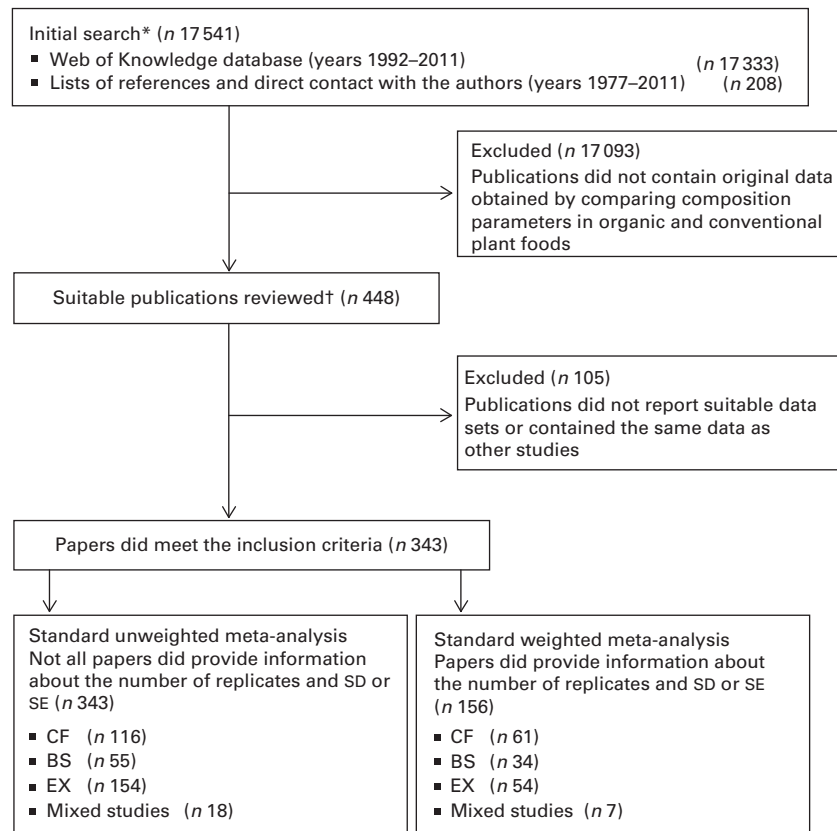 Initial search* (n 17 541)
▪ Web of Knowledge database (years 1992–2011) (n 17 333)
▪ Lists of references and direct contact with the authors (years 1977–2011) (n 208)
Excluded (n 17 093)
Publications did not contain original data
obtained by comparing composition
parameters in organic and conventional
plant foods
Suitable publications reviewed† (n 448)
Excluded (n 105)
Publications did not report suitable data
sets or contained the same data as
other studies
Papers did meet the inclusion criteria (n 343)
Standard unweighted meta-analysis
Not all papers did provide information
about the number of replicates and SD or
SE (n 343)
▪ CF (n 116)
▪ BS (n 55)
▪ EX (n 154)
▪ Mixed studies (n 18)
Standard weighted meta-analysis
Papers did provide information about
the number of replicates and SD or SE
(n 156)
▪ CF (n 61)
▪ BS (n 34)
▪ EX (n 54)
▪ Mixed studies (n 7)